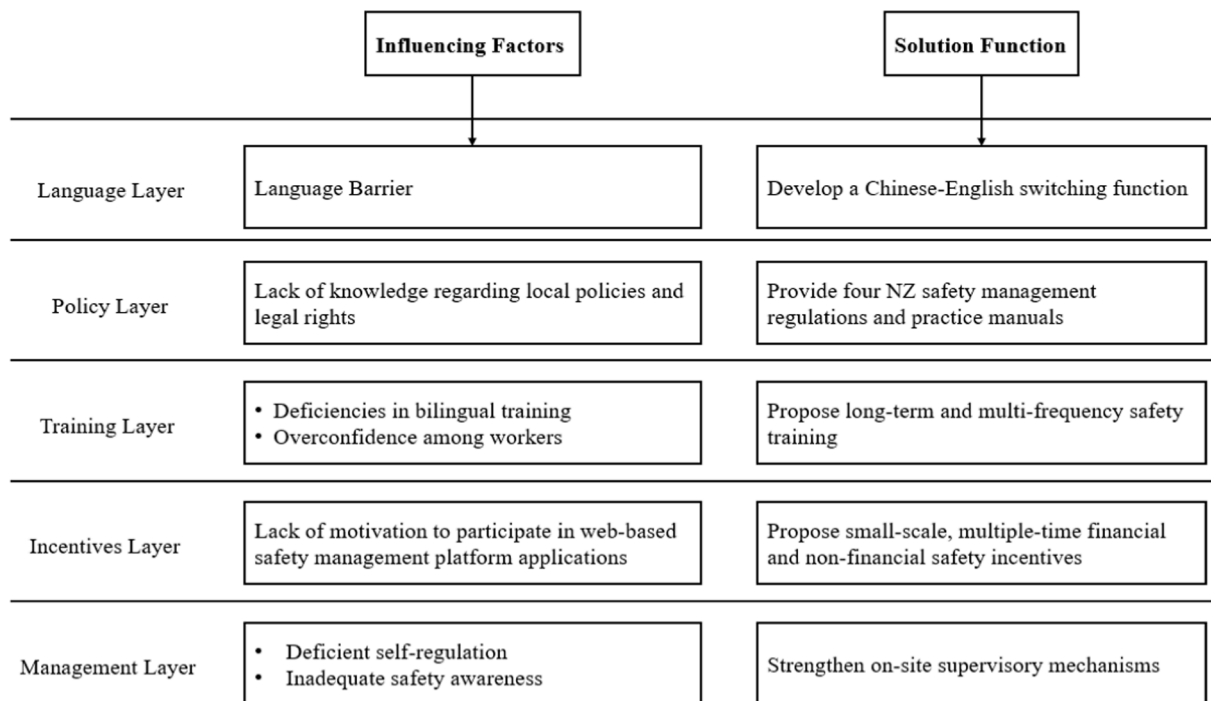 Influencing Factors
Solution Function
Language Layer
Language Barrier
Develop a Chinese-English switching function
Policy Layer
Lack of knowledge regarding local policies and
legal rights
Provide four NZ safety management
regulations and practice manuals
Training Layer
• Deficiencies in bilingual training
• Overconfidence among workers
Propose long-term and multi-frequency safety
training
Incentives Layer
Lack of motivation to participate in web-based
safety management platform applications
Propose small-scale, multiple-time financial
and non-financial safety incentives
Management Layer
• Deficient self-regulation
• Inadequate safety awareness
Strengthen on-site supervisory mechanisms